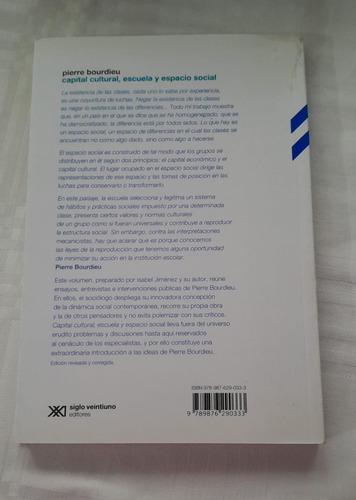 pierre bourdieu
capital cultural, escuela y espacio social
La existencia de las clases, cada uno lo sabe por experiencia,
es una coyuntura de luchas. Negar la existencia de las clases
es negar la existencia de las diferencias... Todo mi trabajo muestra
que, en un país en el que se dice que se ha homogeneizado, que
se ha democratizado, la diferencia está por todos lados. Lo que hay es
un espacio social, un espacio de diferencias en el cual las clases se
encuentran no como algo dado, sino como algo a hacerse.
El espacio social es construido de tal modo que los grupos se
distribuyen en él según dos principios: el capital económico y el
capital cultural. El lugar ocupado en el espacio social dirige las
representaciones de ese espacio y las tomas de posición en las
luchas para conservarlo o transformarlo.
En este paisaje, la escuela selecciona y legitima un sistema
de hábitos y prácticas sociales impuesto por una determinada
clase, presenta ciertos valores y normas culturales
de un grupo como si fueran universales y contribuye a reproducir
la estructura social. Sin embargo, contra las interpretaciones
mecanicistas, hay que aclarar que es porque conocemos
las leyes de la reproducción que tenemos alguna oportunidad
de minimizar su acción en la institución escolar.
Pierre Bourdieu
Este volumen, preparado por Isabel Jiménez y su autor, reúne
ensayos, entrevistas e intervenciones públicas de Pierre Bourdieu.
En ellos, el sociólogo despliega su innovadora concepción
de la dinámica social contemporánea, recorre su propia obra
y la de otros pensadores y no evita polemizar con sus críticos.
Capital cultural, escuela y espacio social lleva fuera del universo
erudito problemas y discusiones hasta aquí reservados
al cenáculo de los especialistas, y por ello constituye una
extraordinaria introducción a las ideas de Pierre Bourdieu.
Edición revisada y corregida.
siglo veintiuno
editores
ISBN 978-987-629-033-3
9 789876 290333